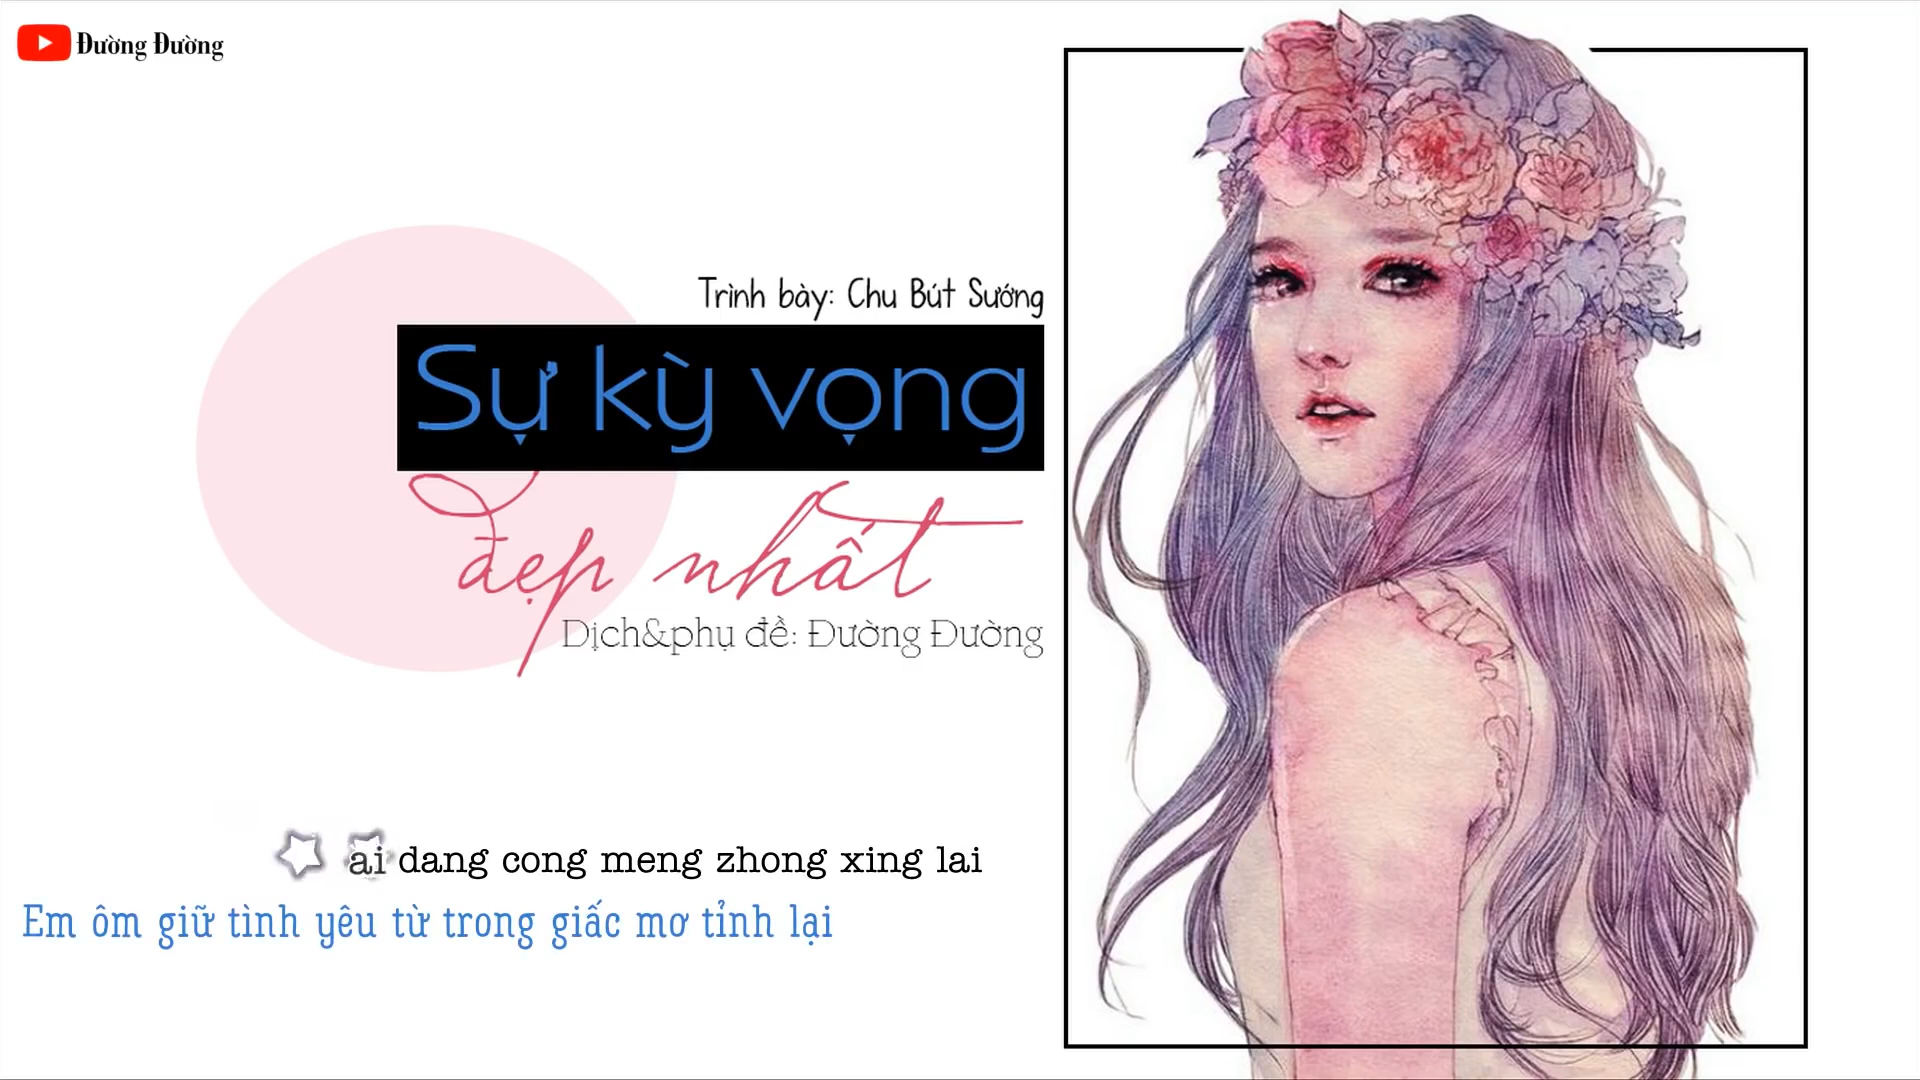 Đường Đường
Trình bày: Chu Bút Sướng
Sự kỳ vọng
đẹp nhất
Dịch&phụ đề: Đường Đường
ai dang cong meng zhong xing lai
Em ôm giữ tình yêu từ trong giấc mơ tỉnh lại